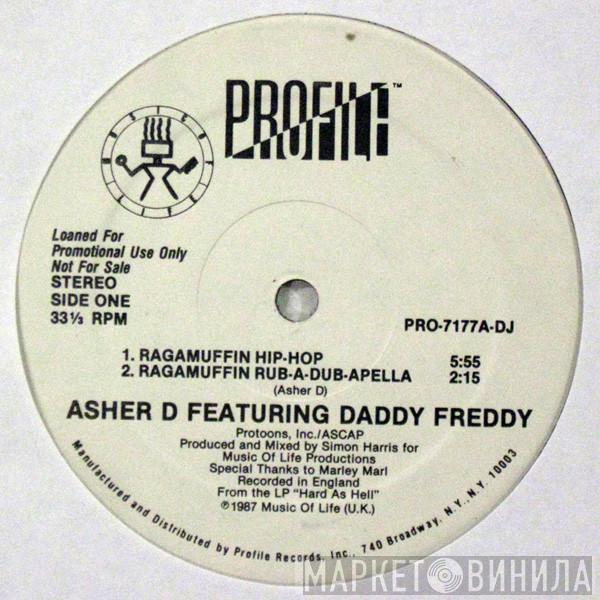 PROFILE™
MUSIC OF LIFE
Loaned For
Promotional Use Only
Not For Sale
STEREO
SIDE ONE
33⅓ RPM
PRO-7177A-DJ
1. RAGAMUFFIN HIP-HOP 5:55
2. RAGAMUFFIN RUB-A-DUB-APELLA 2:15
(Asher D)
ASHER D FEATURING DADDY FREDDY
Protoons, Inc./ASCAP
Produced and Mixed by Simon Harris for
Music Of Life Productions
Special Thanks to Marley Marl
Recorded in England
From the LP "Hard As Hell"
℗1987 Music Of Life (U.K.)
Manufactured and Distributed by Profile Records, Inc., 740 Broadway, N.Y., N.Y. 10003
МАРКЕТ ВИНИЛА